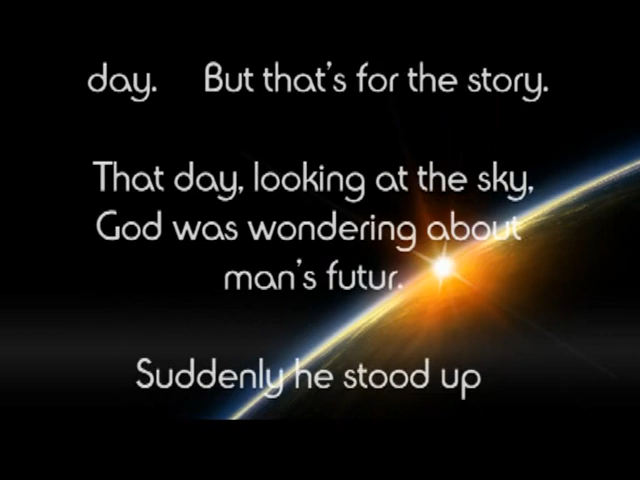 day. But that's for the story.
That day, looking at the sky,
God was wondering about
man's futur.
Suddenly he stood up